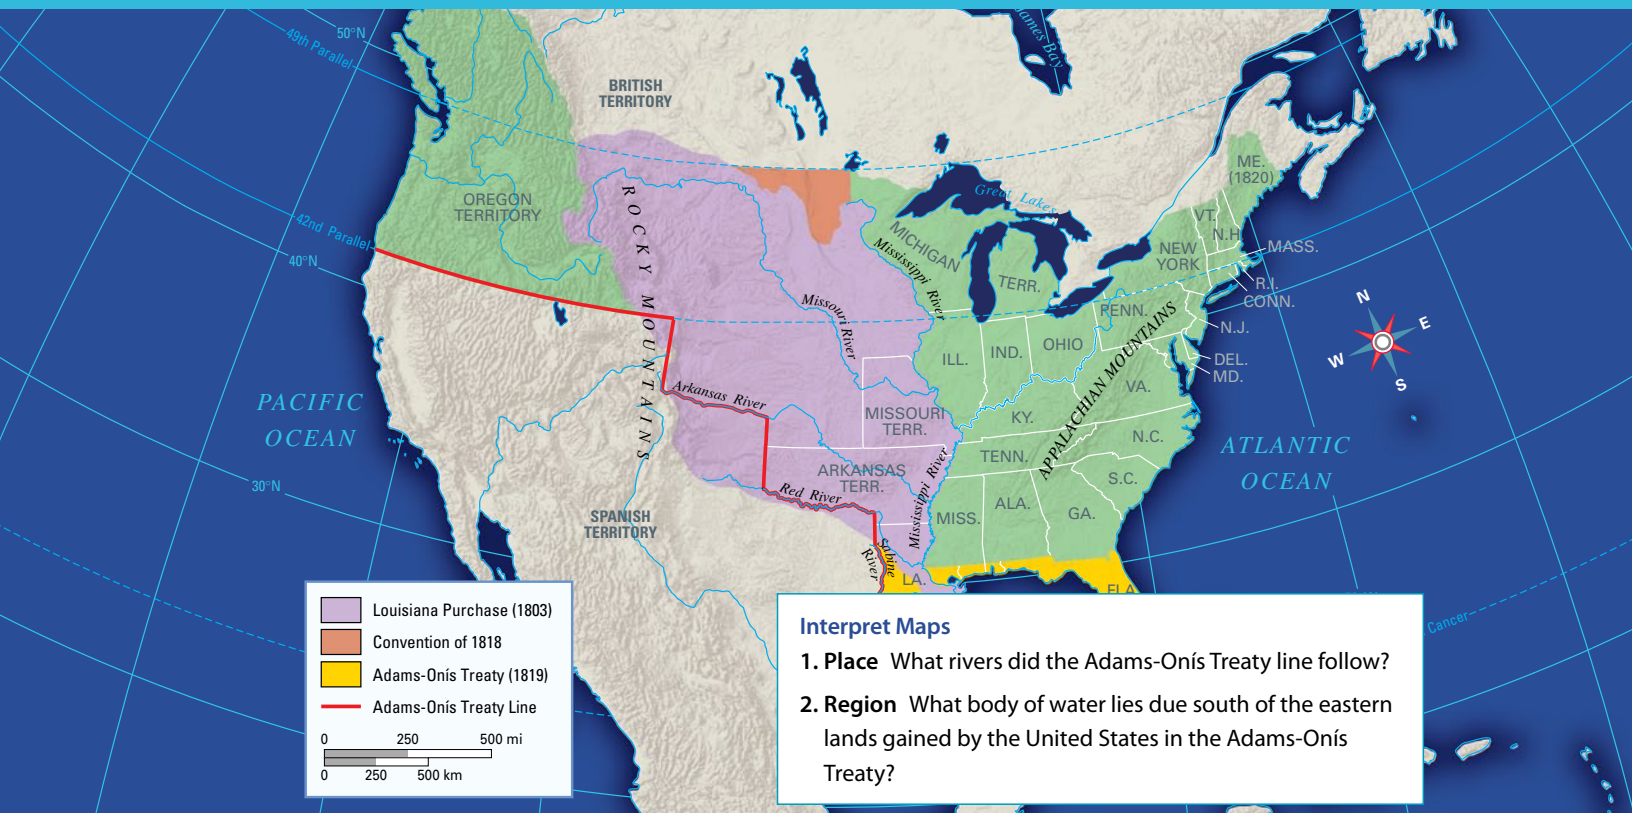 49th Parallel
50°N
BRITISH
TERRITORY
James Bay
OREGON
TERRITORY
42nd Parallel
40°N
ROCKY MOUNTAINS
Great Lakes
ME.
(1820)
VT.
N.H.
MASS.
NEW
YORK
R.I.
CONN.
MICHIGAN
TERR.
Mississippi River
Missouri River
PENN.
N.J.
DEL.
MD.
ILL.
IND.
OHIO
APPALACHIAN MOUNTAINS
VA.
N
E
W
S
PACIFIC
OCEAN
Arkansas River
MISSOURI
TERR.
KY.
N.C.
TENN.
ATLANTIC
OCEAN
ARKANSAS
TERR.
Mississippi River
S.C.
30°N
Red River
MISS.
ALA.
GA.
SPANISH
TERRITORY
Sabine
River
LA.
FLA.
Cancer
Louisiana Purchase (1803)
Convention of 1818
Adams-Onís Treaty (1819)
Adams-Onís Treaty Line
0 250 500 mi
0 250 500 km
Interpret Maps
1. Place What rivers did the Adams-Onís Treaty line follow?
2. Region What body of water lies due south of the eastern
lands gained by the United States in the Adams-Onís
Treaty?